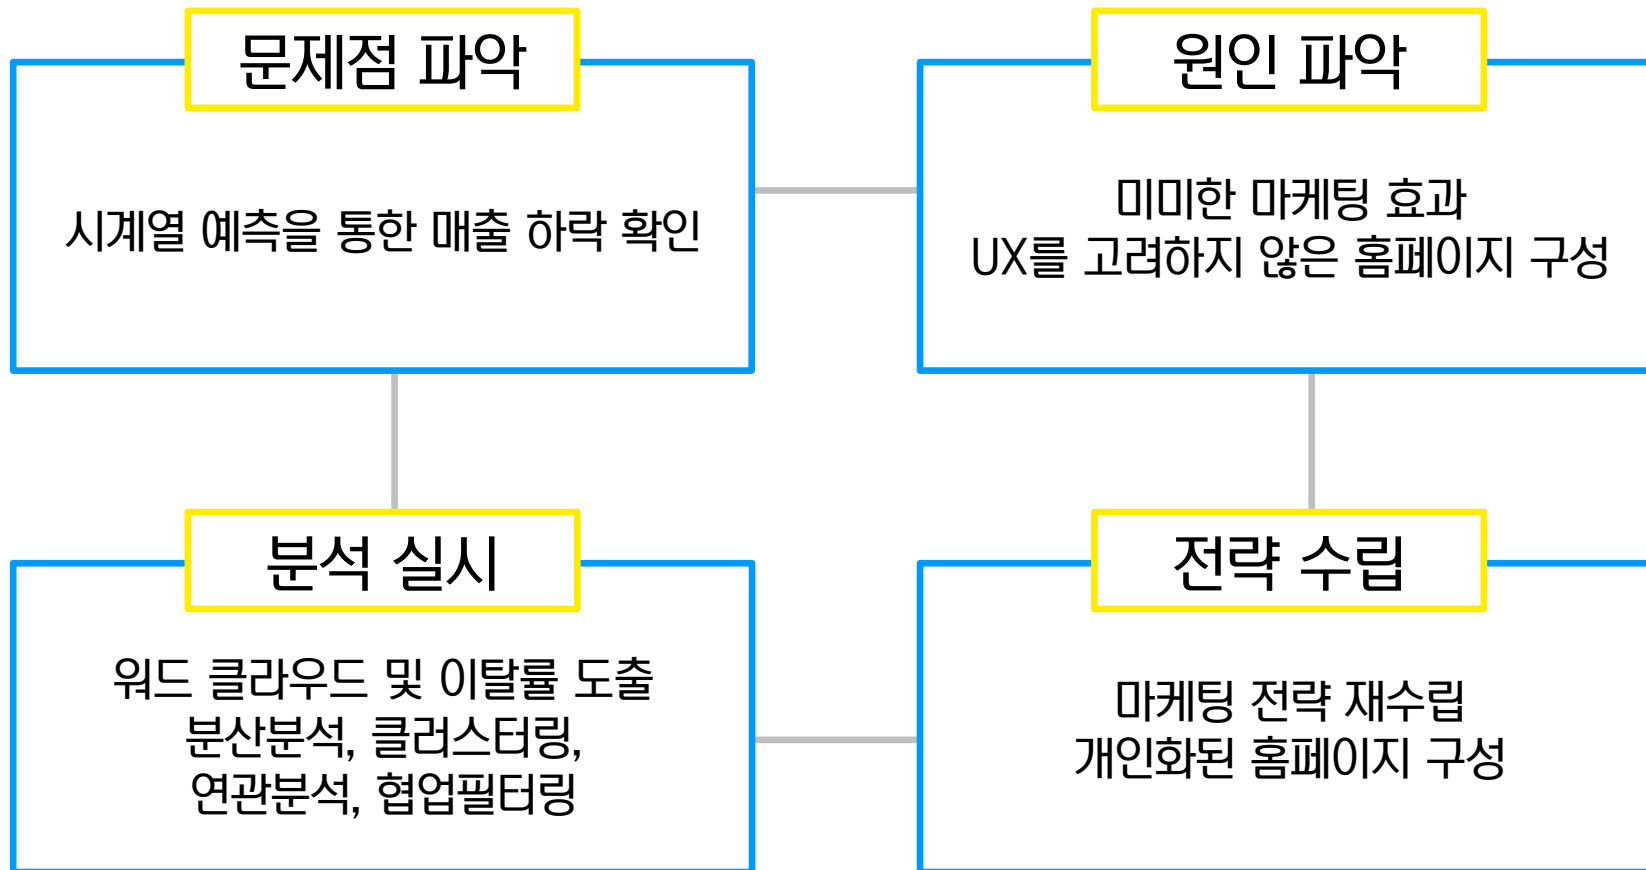 문제점 파악
시계열 예측을 통한 매출 하락 확인
원인 파악
미미한 마케팅 효과
UX를 고려하지 않은 홈페이지 구성
분석 실시
워드 클라우드 및 이탈률 도출
분산분석, 클러스터링,
연관분석, 협업필터링
전략 수립
마케팅 전략 재수립
개인화된 홈페이지 구성